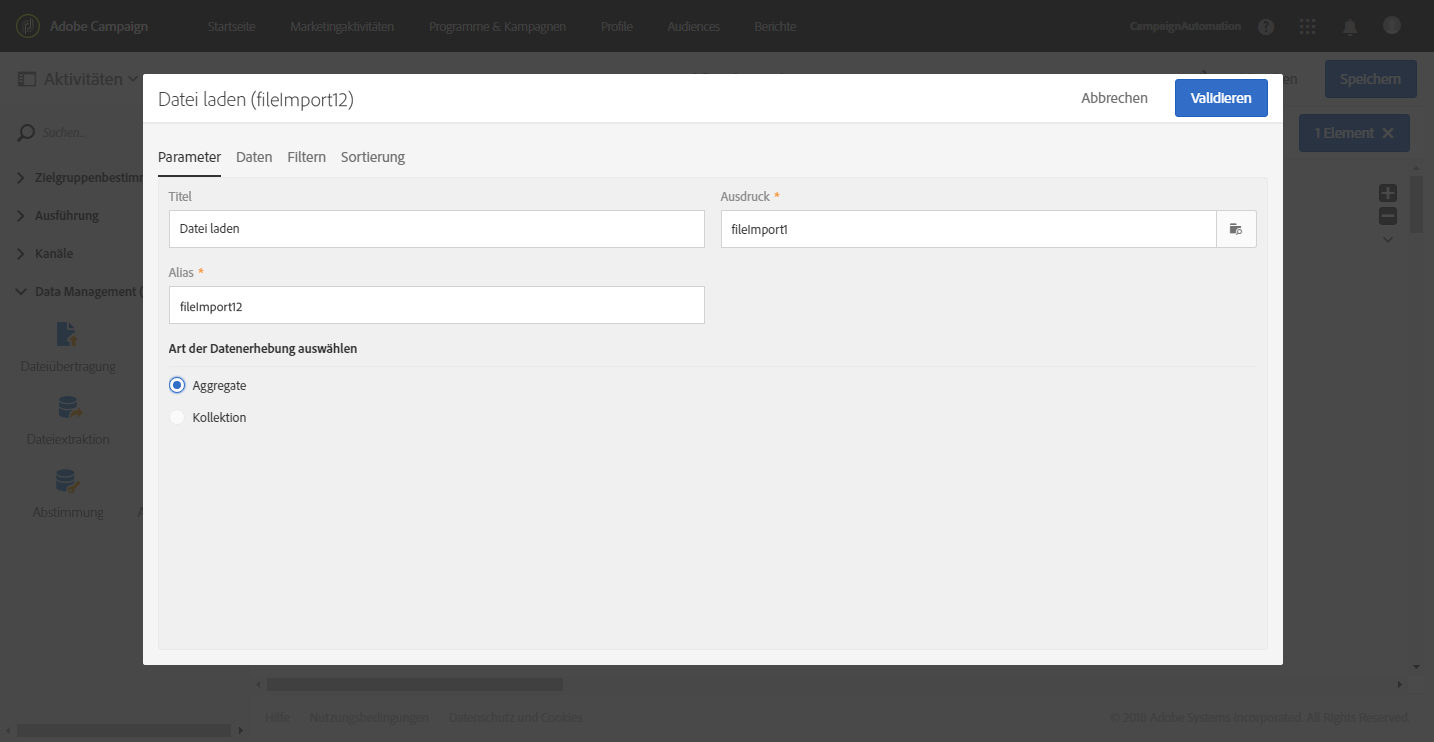 Adobe Campaign
Startseite
Marketingaktivitäten
Programme & Kampagnen
Profile
Audiences
Berichte
CampaignAutomation
Aktivitäten
Speichern
Suchen...
1 Element
Datei laden (fileImport12)
Abbrechen
Validieren
Parameter
Daten
Filtern
Sortierung
Titel
Datei laden
Ausdruck *
fileImport1
Alias *
fileImport12
Art der Datenerhebung auswählen
Aggregate
Kollektion
Ausführung
Kanäle
Data Management (
Dateiübertragung
Dateiextraktion
Abstimmung
Hilfe
Nutzungsbedingungen
Datenschutz und Cookies
© 2018 Adobe Systems Incorporated. All Rights Reserved.